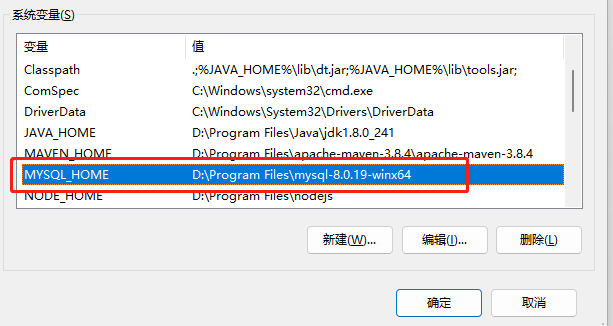 系统变量(S)
变量 值
Classpath .;%JAVA_HOME%\lib\dt.jar;%JAVA_HOME%\lib\tools.jar;
ComSpec C:\Windows\system32\cmd.exe
DriverData C:\Windows\System32\Drivers\DriverData
JAVA_HOME D:\Program Files\Java\jdk1.8.0_241
MAVEN_HOME D:\Program Files\apache-maven-3.8.4\apache-maven-3.8.4
MYSQL_HOME D:\Program Files\mysql-8.0.19-winx64
NODE_HOME D:\Program Files\nodejs
新建(W)... 编辑(I)... 删除(L)
确定 取消